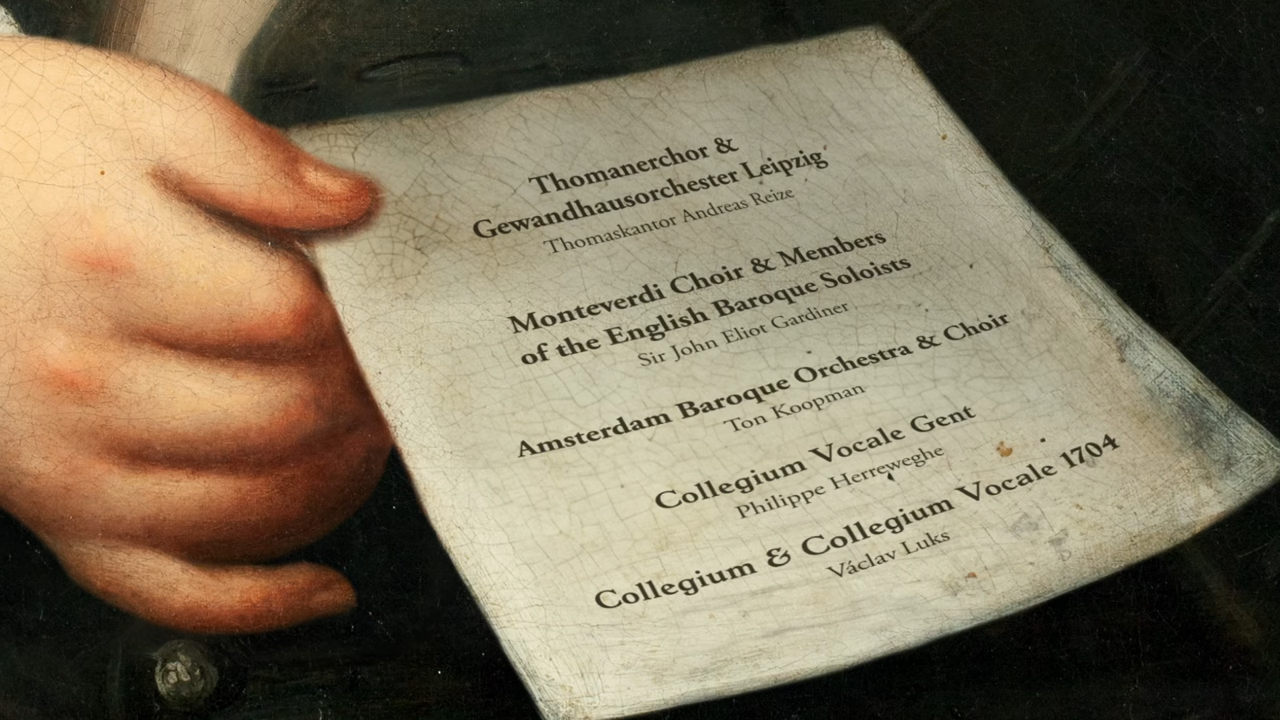 Thomanerchor &
Gewandhausorchester Leipzig
Thomaskantor Andreas Reize
Monteverdi Choir & Members
of the English Baroque Soloists
Sir John Eliot Gardiner
Amsterdam Baroque Orchestra & Choir
Ton Koopman
Collegium Vocale Gent
Philippe Herreweghe
Collegium & Collegium Vocale 1704
Václav Luks